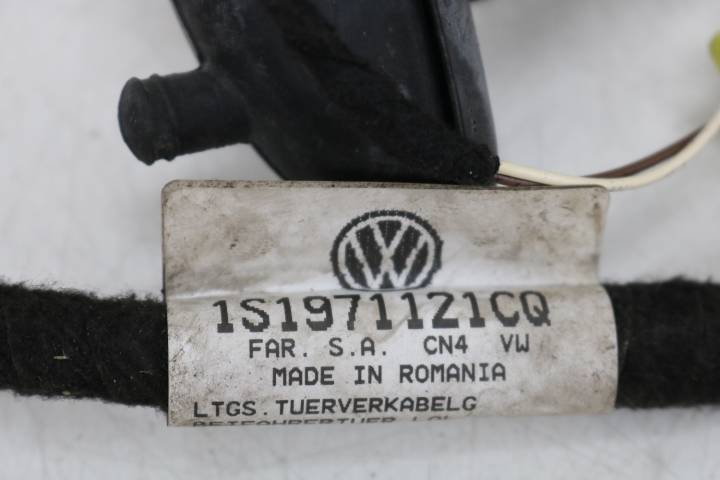 1S1971121CQ
FAR. S.A. CN4 VW
MADE IN ROMANIA
LTGS.TUERVERKABELG